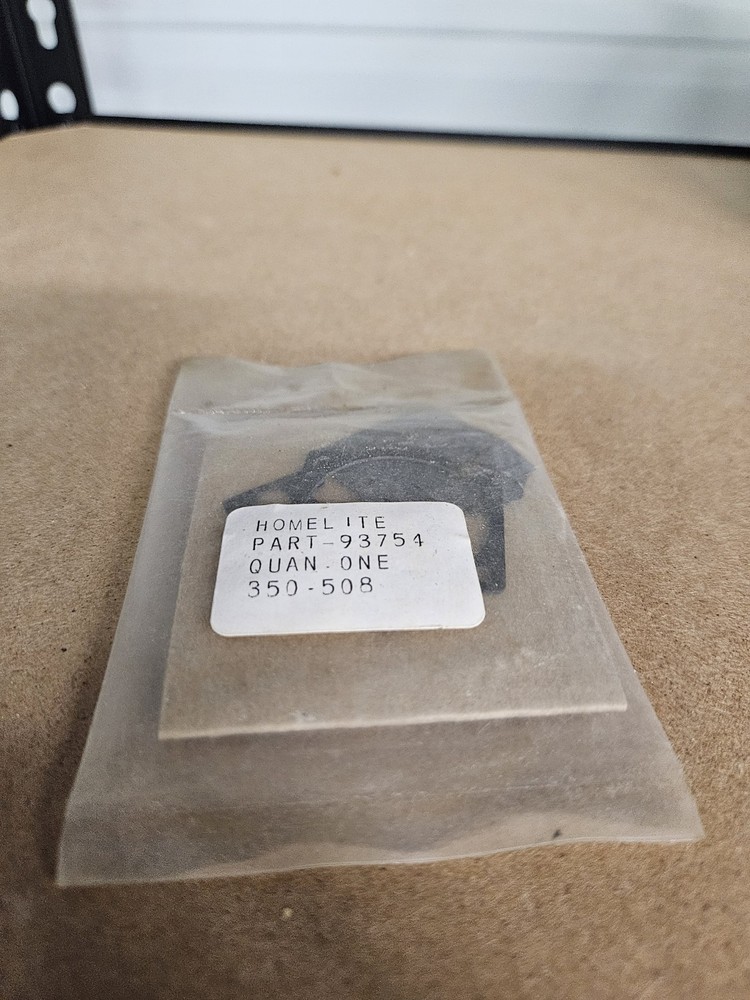 HOMELITE
PART-93754
QUAN. ONE
350-508